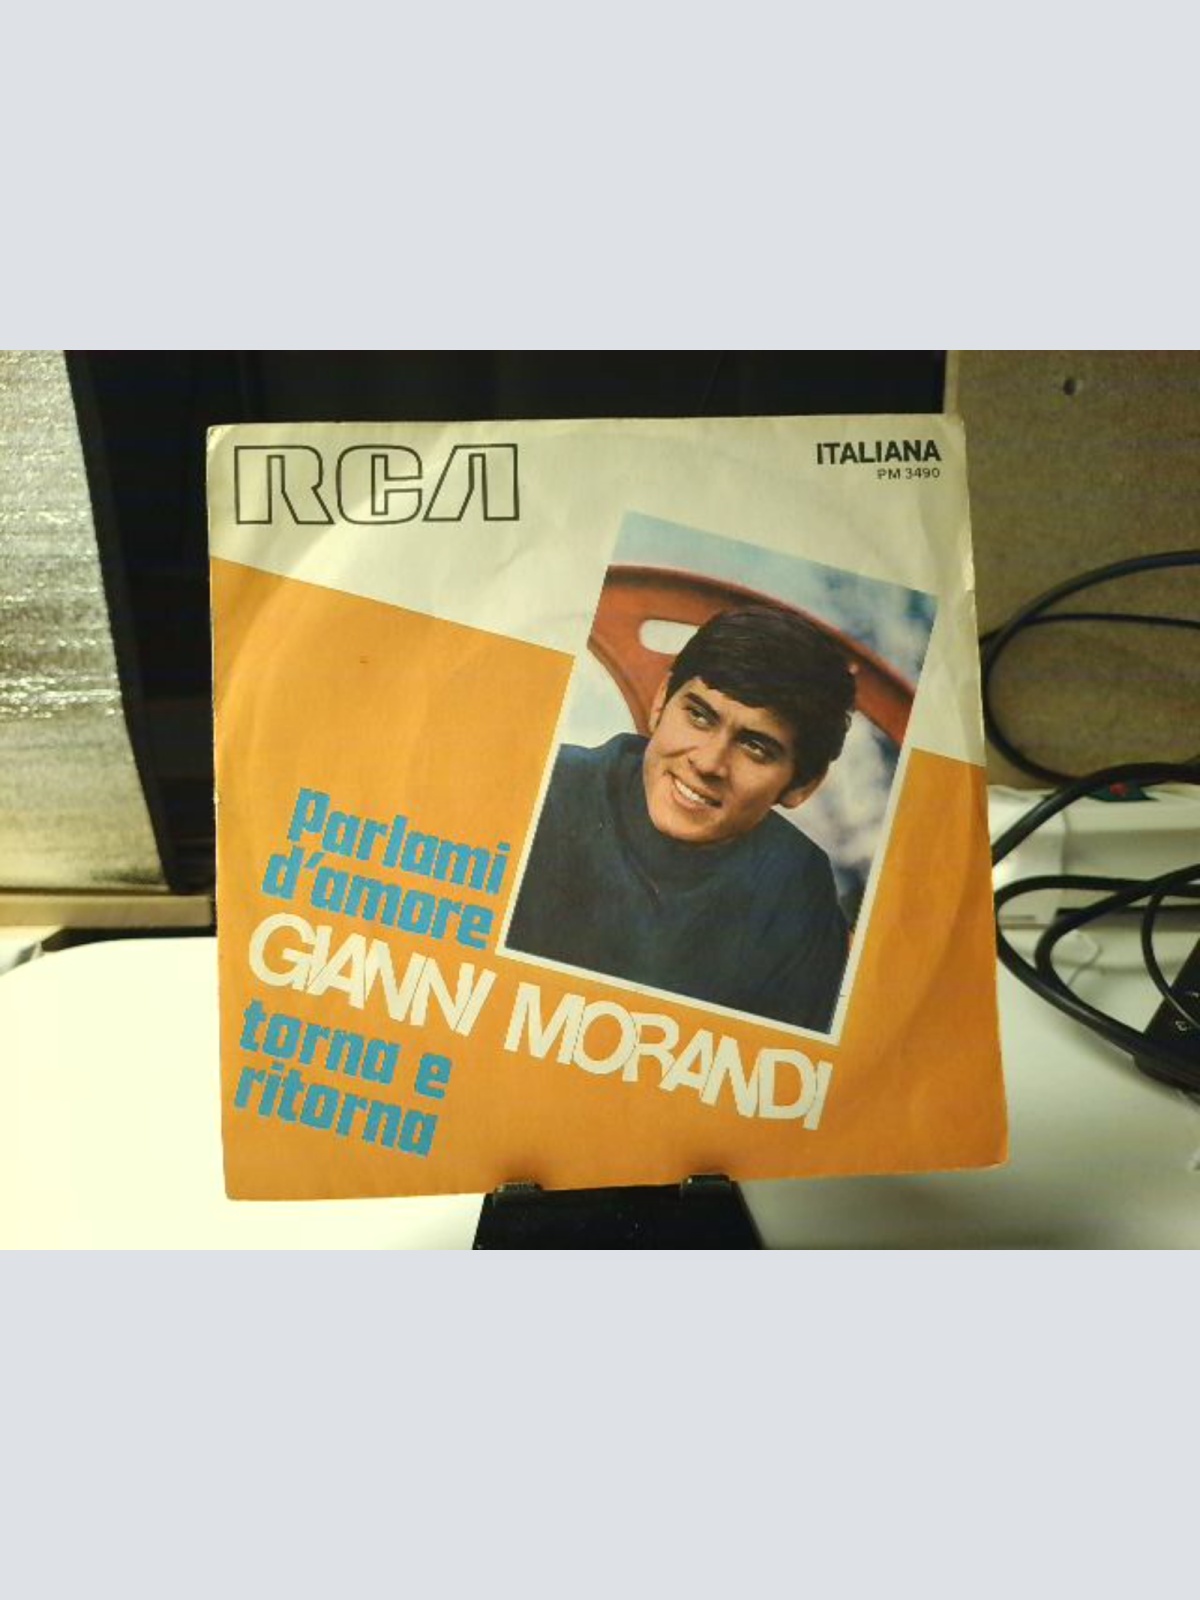 RCA
ITALIANA
PM 3490
Parlami
d'amore
GIANNI MORANDI
torna e
ritorna